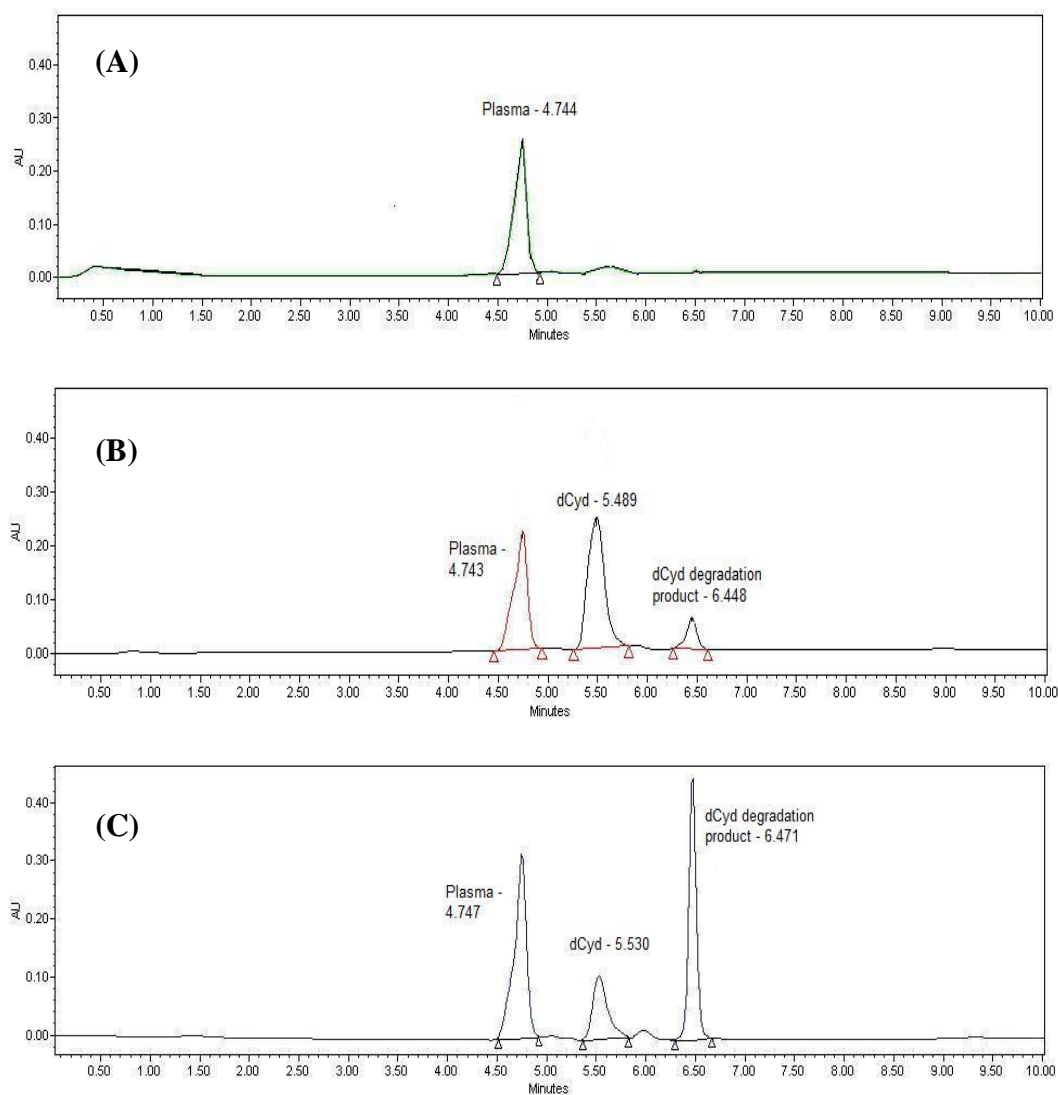 (A)
0.40
0.30
0.20
0.10
0.00
AU
Plasma - 4.744
0.50 1.00 1.50 2.00 2.50 3.00 3.50 4.00 4.50 5.00 5.50 6.00 6.50 7.00 7.50 8.00 8.50 9.00 9.50 10.00
Minutes
(B)
0.40
0.30
0.20
0.10
0.00
AU
Plasma -
4.743
dCyd - 5.489
dCyd degradation
product - 6.448
0.50 1.00 1.50 2.00 2.50 3.00 3.50 4.00 4.50 5.00 5.50 6.00 6.50 7.00 7.50 8.00 8.50 9.00 9.50 10.00
Minutes
(C)
0.40
0.30
0.20
0.10
0.00
AU
Plasma -
4.747
dCyd - 5.530
dCyd degradation
product - 6.471
0.50 1.00 1.50 2.00 2.50 3.00 3.50 4.00 4.50 5.00 5.50 6.00 6.50 7.00 7.50 8.00 8.50 9.00 9.50 10.00
Minutes